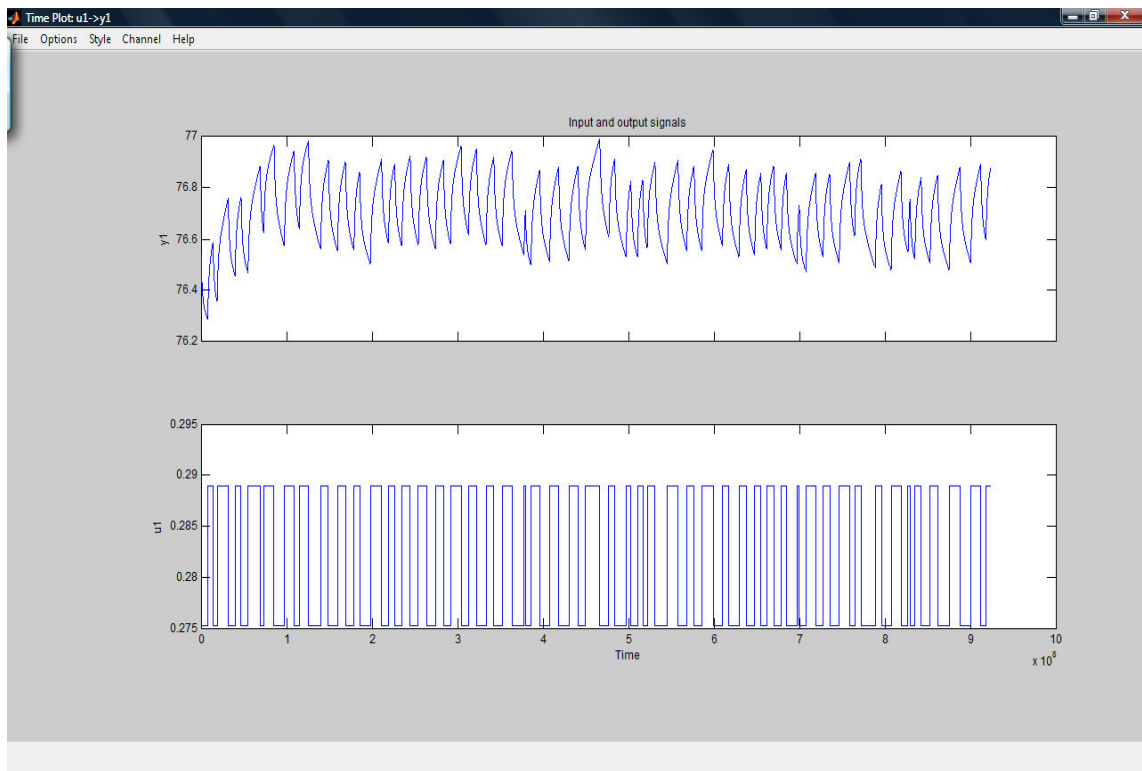 Time Plot: u1->y1
File Options Style Channel Help
Input and output signals
77
76.8
76.6
76.4
76.2
y1
0.295
0.29
0.285
0.28
0.275
u1
0 1 2 3 4 5 6 7 8 9 10
Time
x 10^8